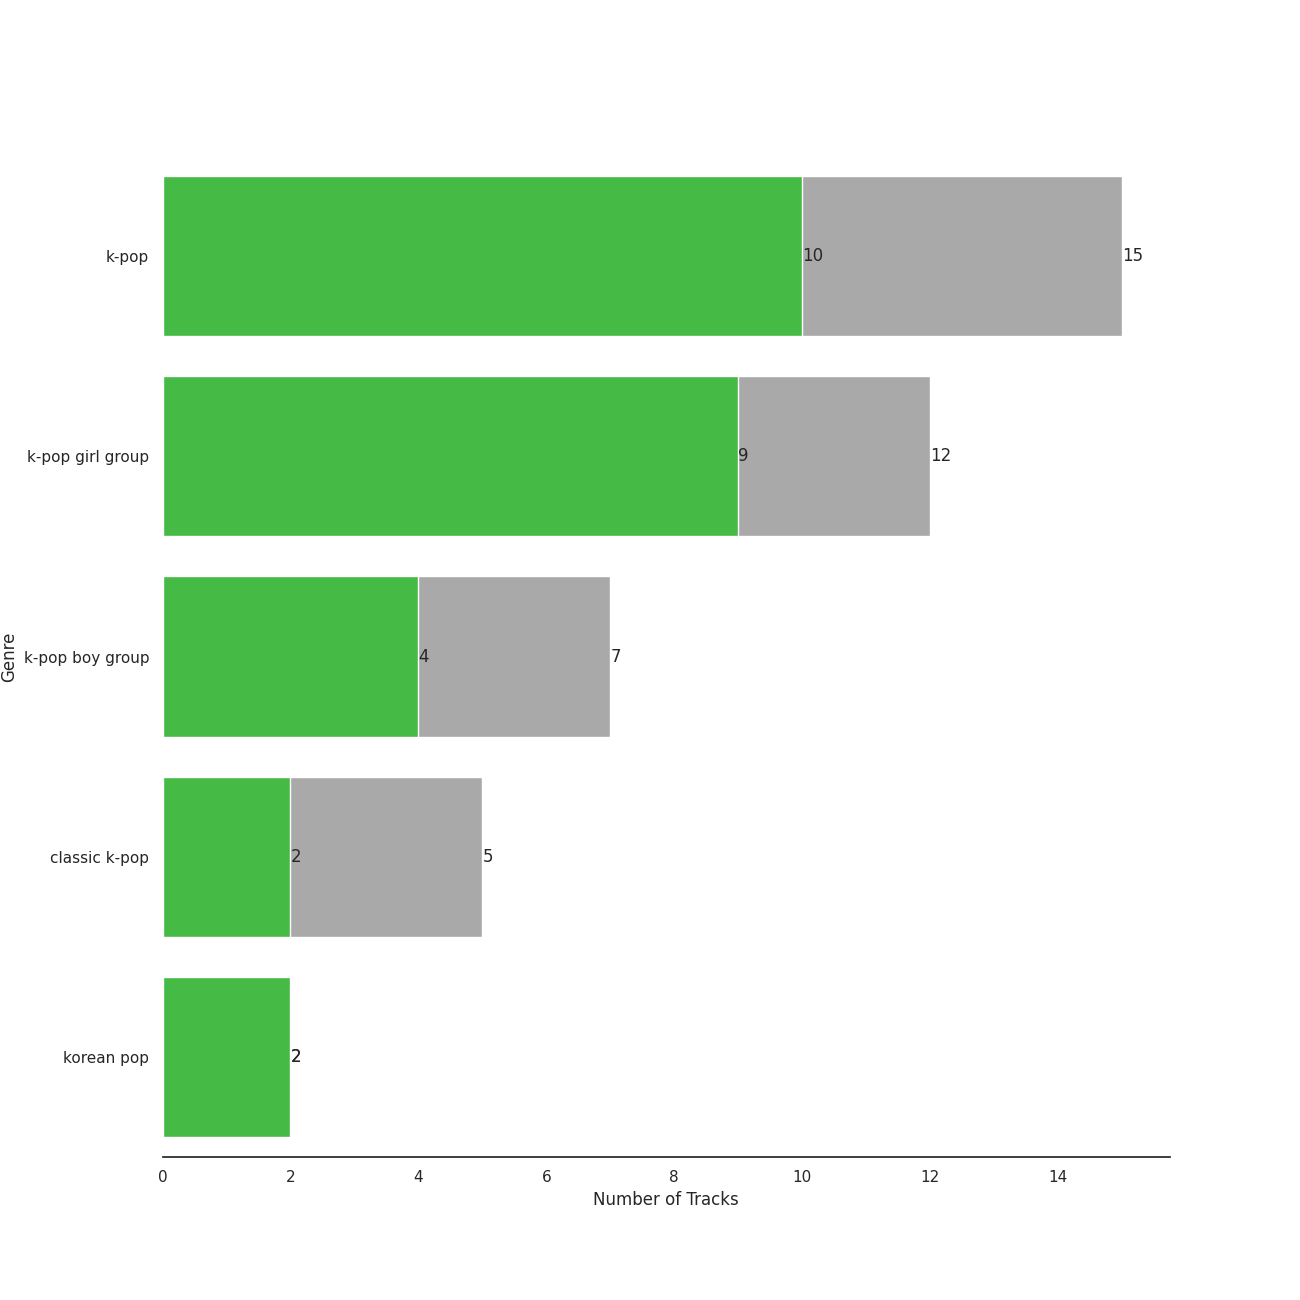 k-pop
10
15
k-pop girl group
9
12
Genre
k-pop boy group
4
7
classic k-pop
2
5
korean pop
2
0 2 4 6 8 10 12 14
Number of Tracks